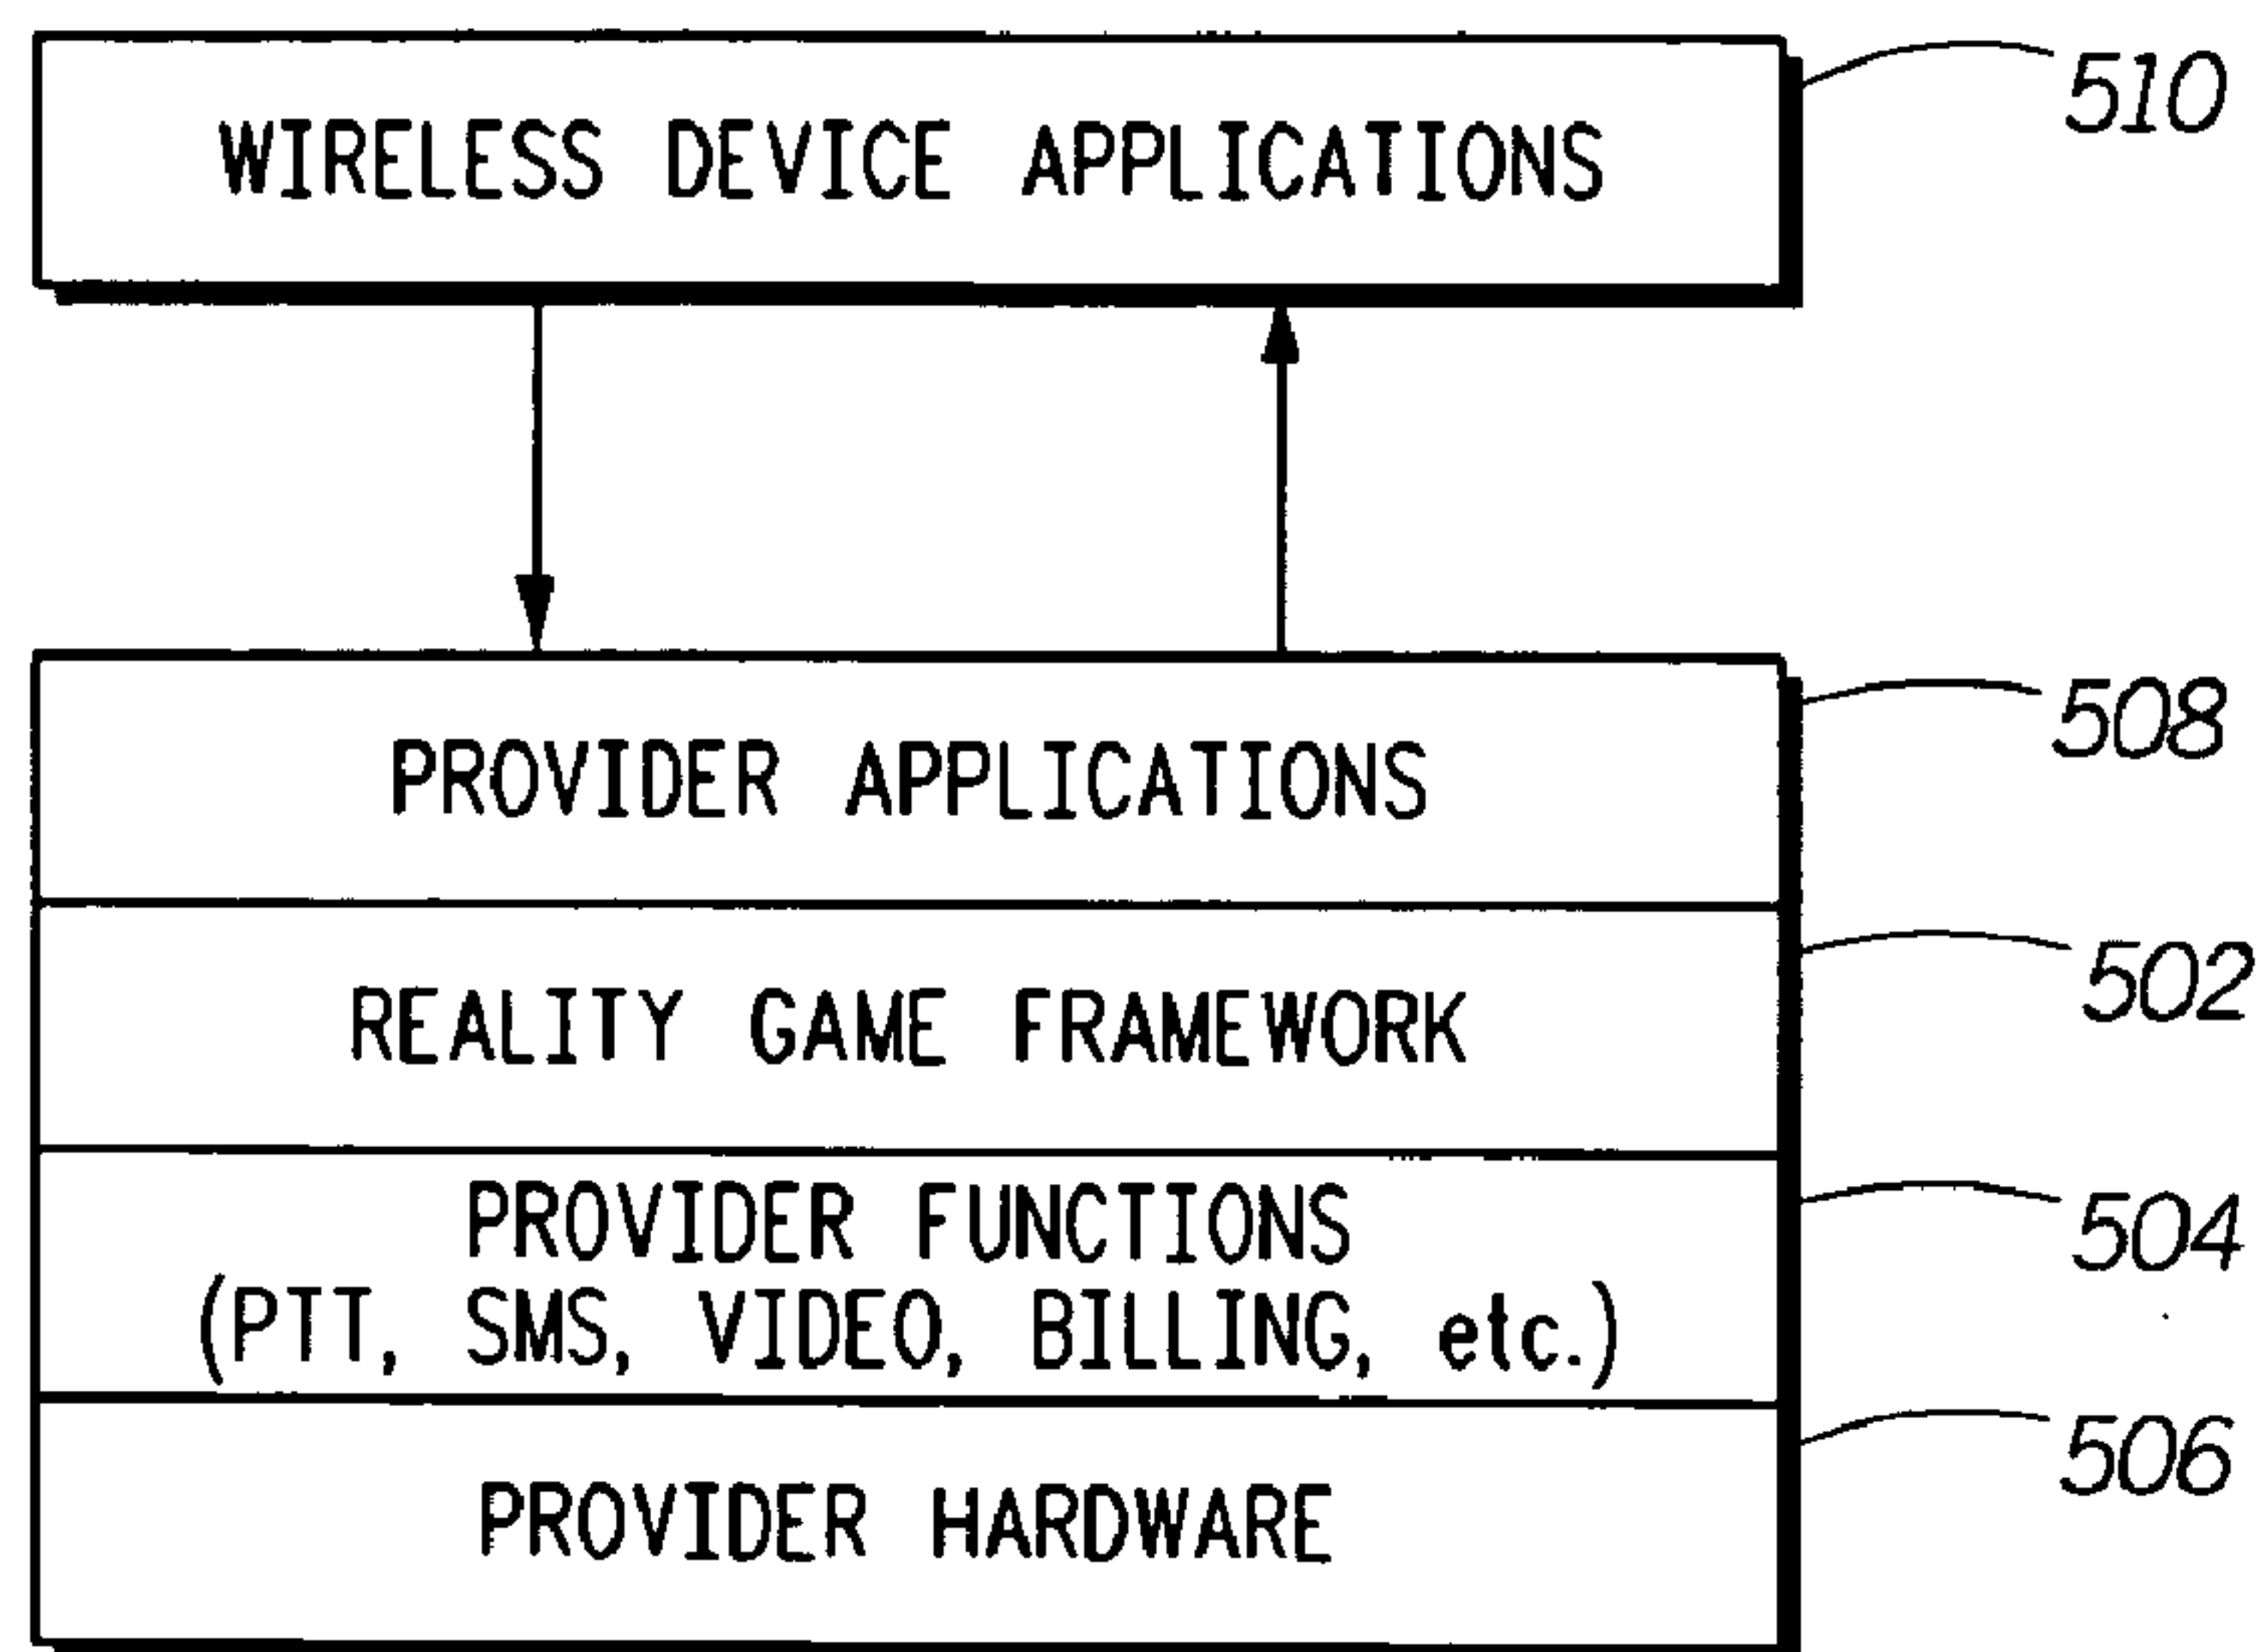 WIRELESS DEVICE APPLICATIONS
510
PROVIDER APPLICATIONS
508
REALITY GAME FRAMEWORK
502
PROVIDER FUNCTIONS
504
(PTT, SMS, VIDEO, BILLING, etc.)
PROVIDER HARDWARE
506